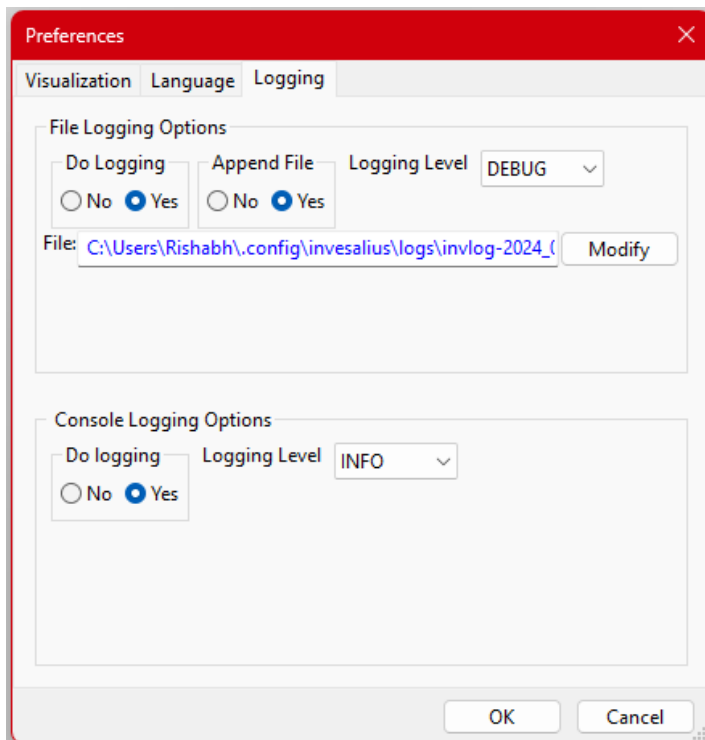 Preferences
Visualization Language Logging
File Logging Options
Do Logging Append File Logging Level DEBUG
No Yes No Yes
File: C:\Users\Rishabh\.config\invesalius\logs\invlog-2024_ Modify
Console Logging Options
Do logging Logging Level INFO
No Yes
OK Cancel